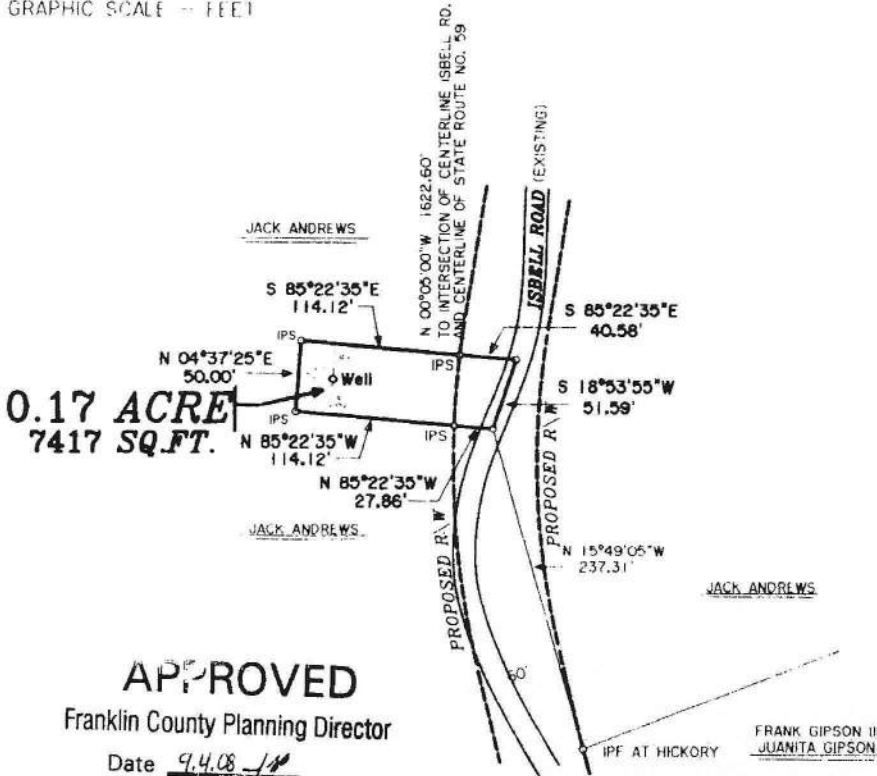 GRAPHIC SCALE -- FEET
N 00°05'00"W 1622.60'
TO INTERSECTION OF CENTERLINE ISBELL RD.
AND CENTERLINE OF STATE ROUTE NO. 59
ISBELL ROAD (EXISTING)
JACK ANDREWS
S 85°22'35"E
114.12'
S 85°22'35"E
40.58'
IPS
IPS
N 04°37'25"E
50.00'
Well
S 18°53'55"W
51.59'
0.17 ACRE
7417 SQ.FT.
IPS
IPS
N 85°22'35"W
114.12'
N 85°22'35"W
27.86'
PROPOSED R\W
PROPOSED R\W
JACK ANDREWS
N 15°49'05"W
237.31'
JACK ANDREWS
60'
APPROVED
Franklin County Planning Director
Date 9.4.08
IPF AT HICKORY
FRANK GIPSON II
JUANITA GIPSON